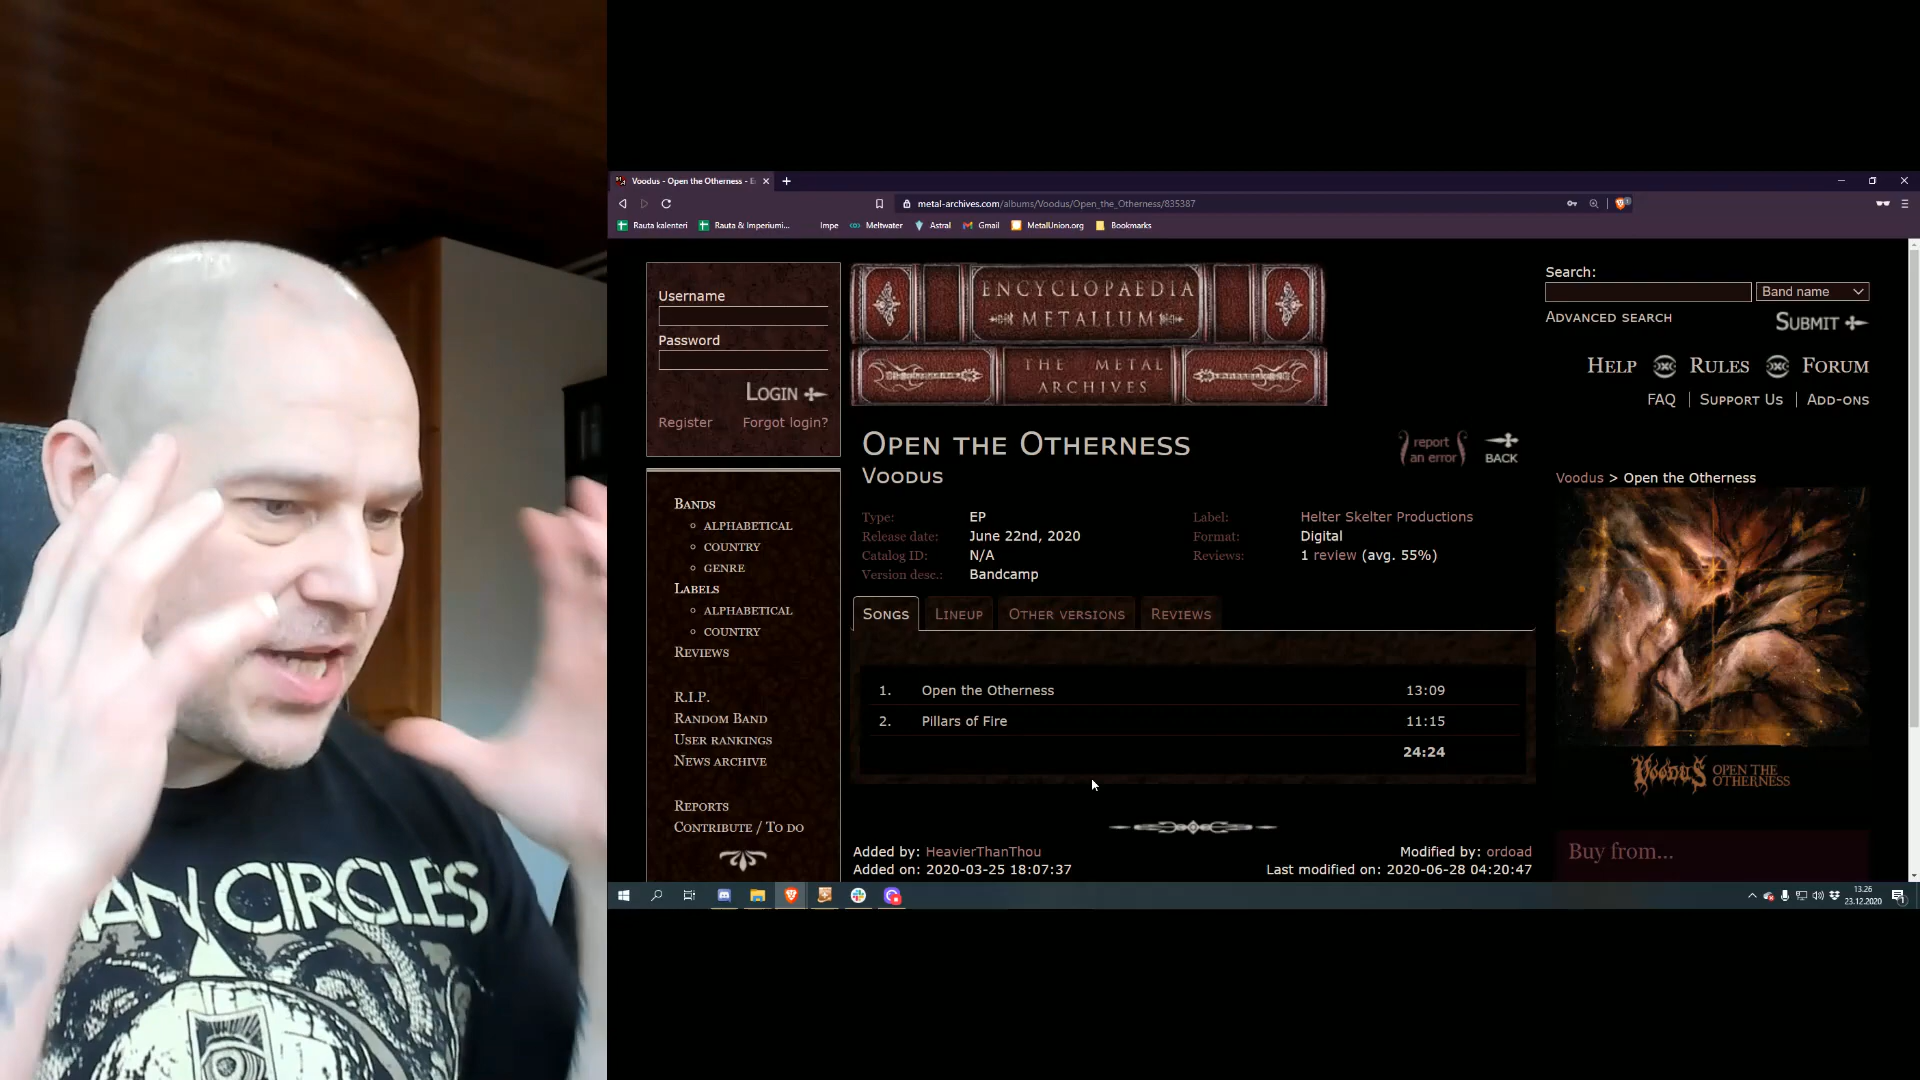 AN CIRCLES
Voodus - Open the Otherness - E
metal-archives.com/albums/Voodus/Open_the_Otherness/835387
Rauta kalenteri
Rauta & Imperiumi...
Impe
Meltwater
Astral
Gmail
MetalUnion.org
Bookmarks
Username
Password
LOGIN
Register
Forgot login?
ENCYCLOPAEDIA
METALLUM
THE METAL
ARCHIVES
Search:
Band name
ADVANCED SEARCH
SUBMIT
HELP
RULES
FORUM
FAQ
SUPPORT US
ADD-ONS
OPEN THE OTHERNESS
VOODUS
report
an error
BACK
Type: EP
Release date: June 22nd, 2020
Catalog ID: N/A
Version desc.: Bandcamp
Label: Helter Skelter Productions
Format: Digital
Reviews: 1 review (avg. 55%)
Voodus > Open the Otherness
VOODUS OPEN THE
OTHERNESS
BANDS
ALPHABETICAL
COUNTRY
GENRE
LABELS
ALPHABETICAL
COUNTRY
REVIEWS
R.I.P.
RANDOM BAND
USER RANKINGS
NEWS ARCHIVE
REPORTS
CONTRIBUTE / TO DO
SONGS
LINEUP
OTHER VERSIONS
REVIEWS
1. Open the Otherness 13:09
2. Pillars of Fire 11:15
24:24
Added by: HeavierThanThou
Added on: 2020-03-25 18:07:37
Modified by: ordoad
Last modified on: 2020-06-28 04:20:47
Buy from...
13.26
23.12.2020